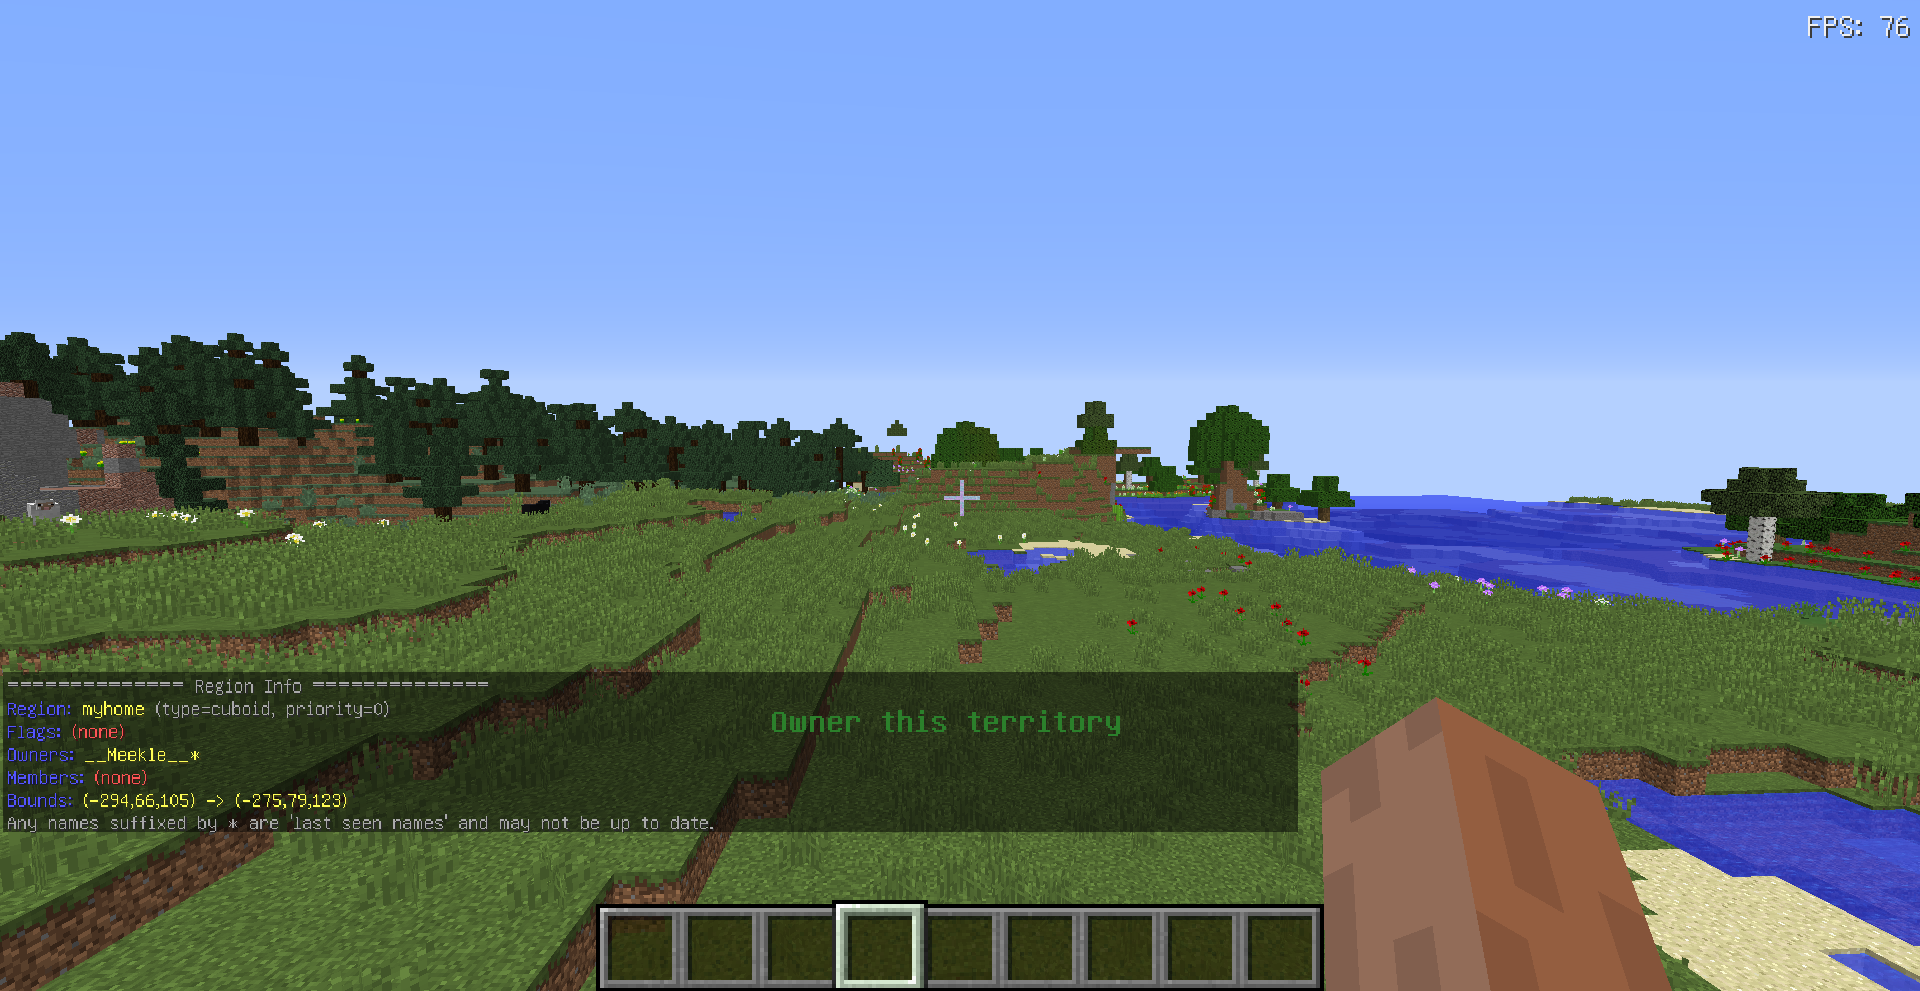 FPS: 76
============== Region Info ==============
Region: myhome (type=cuboid, priority=0)
Owner this territory
Flags: (none)
Owners: __Meekle__*
Members: (none)
Bounds: (-294,66,105) -> (-275,79,123)
Any names suffixed by * are 'last seen names' and may not be up to date.